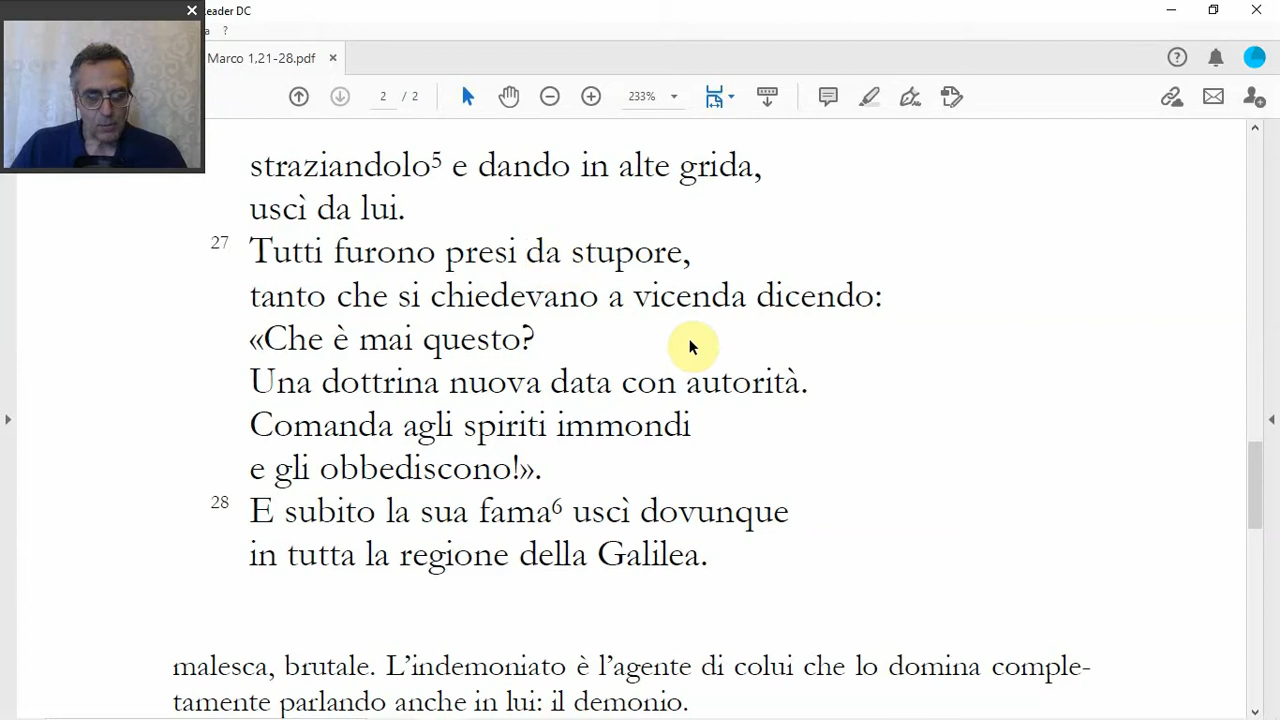 eader DC
a ?
Marco 1,21-28.pdf
2 / 2
233%
straziandolo⁵ e dando in alte grida,
uscì da lui.
27 Tutti furono presi da stupore,
tanto che si chiedevano a vicenda dicendo:
«Che è mai questo?
Una dottrina nuova data con autorità.
Comanda agli spiriti immondi
e gli obbediscono!».
28 E subito la sua fama⁶ uscì dovunque
in tutta la regione della Galilea.
malesca, brutale. L’indemoniato è l’agente di colui che lo domina comple-
tamente parlando anche in lui: il demonio.